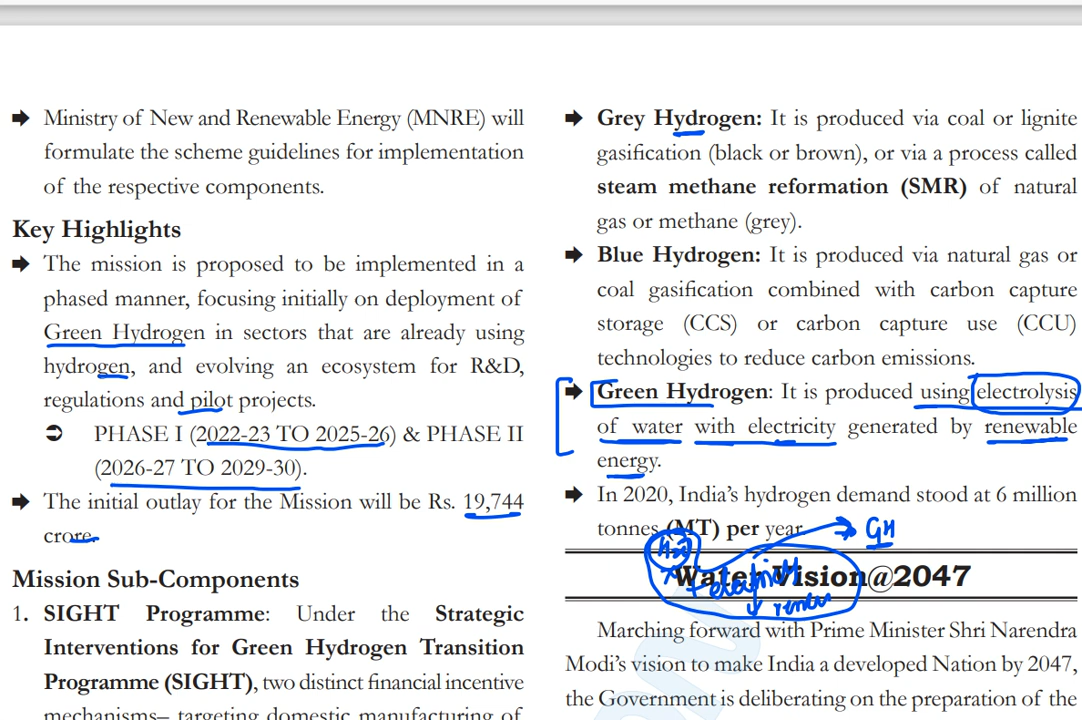 ➡ Ministry of New and Renewable Energy (MNRE) will
formulate the scheme guidelines for implementation
of the respective components.
Key Highlights
➡ The mission is proposed to be implemented in a
phased manner, focusing initially on deployment of
Green Hydrogen in sectors that are already using
hydrogen, and evolving an ecosystem for R&D,
regulations and pilot projects.
➲ PHASE I (2022-23 TO 2025-26) & PHASE II
(2026-27 TO 2029-30).
➡ The initial outlay for the Mission will be Rs. 19,744
crore.
Mission Sub-Components
1. SIGHT Programme: Under the Strategic
Interventions for Green Hydrogen Transition
Programme (SIGHT), two distinct financial incentive
mechanisms– targeting domestic manufacturing of
➡ Grey Hydrogen: It is produced via coal or lignite
gasification (black or brown), or via a process called
steam methane reformation (SMR) of natural
gas or methane (grey).
➡ Blue Hydrogen: It is produced via natural gas or
coal gasification combined with carbon capture
storage (CCS) or carbon capture use (CCU)
technologies to reduce carbon emissions.
➡ Green Hydrogen: It is produced using electrolysis
of water with electricity generated by renewable
energy.
➡ In 2020, India's hydrogen demand stood at 6 million
tonnes (MT) per year
GH
Water Vision@2047
Marching forward with Prime Minister Shri Narendra
Modi's vision to make India a developed Nation by 2047,
the Government is deliberating on the preparation of the